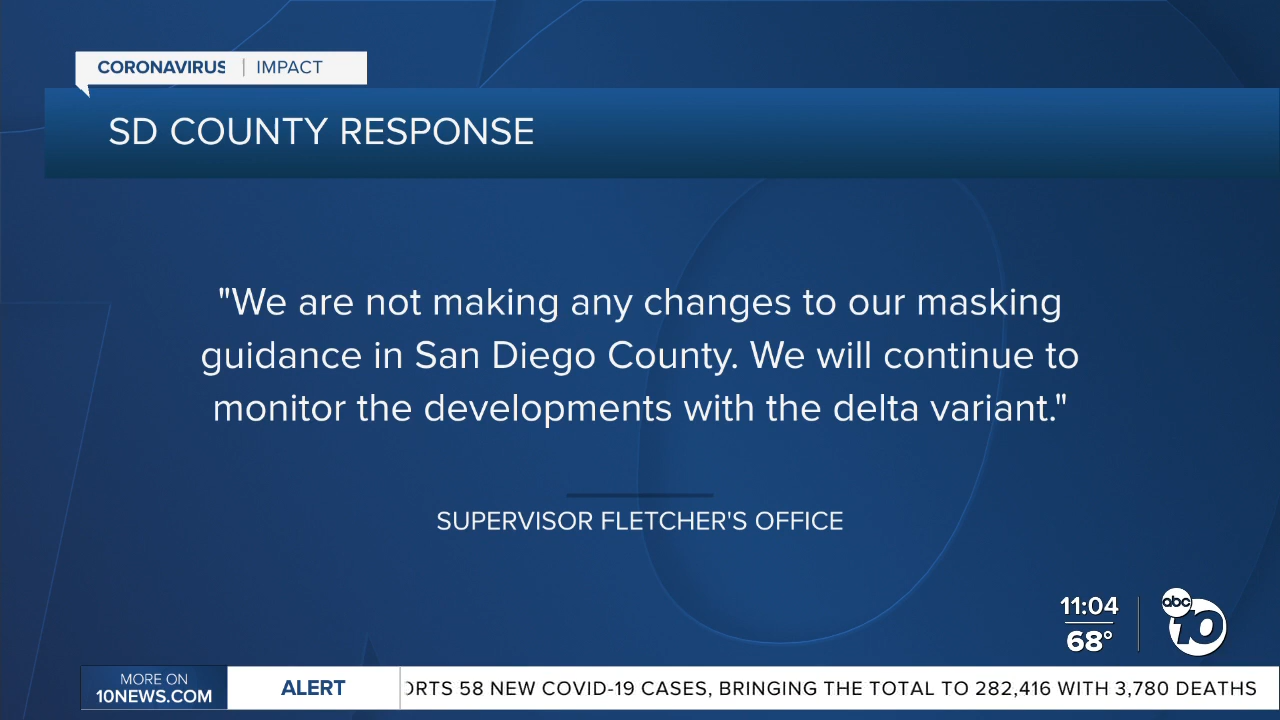 CORONAVIRUS | IMPACT
SD COUNTY RESPONSE
"We are not making any changes to our masking
guidance in San Diego County. We will continue to
monitor the developments with the delta variant."
SUPERVISOR FLETCHER'S OFFICE
11:04
68°
abc
10
MORE ON
10NEWS.COM
ALERT
ORTS 58 NEW COVID-19 CASES, BRINGING THE TOTAL TO 282,416 WITH 3,780 DEATHS